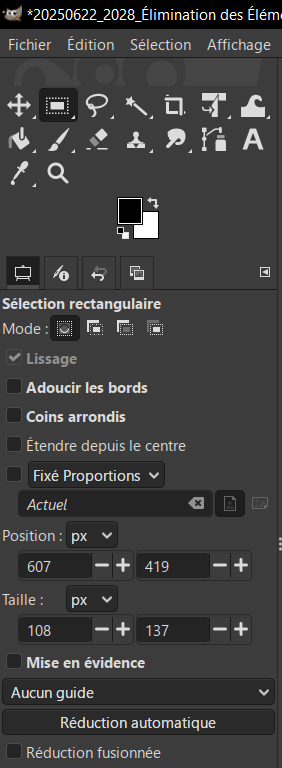 *20250622_2028_Élimination des Élém
Fichier Édition Sélection Affichage
A
Sélection rectangulaire
Mode :
Lissage
Adoucir les bords
Coins arrondis
Étendre depuis le centre
Fixé Proportions
Actuel
Position : px
607 419
Taille : px
108 137
Mise en évidence
Aucun guide
Réduction automatique
Réduction fusionnée